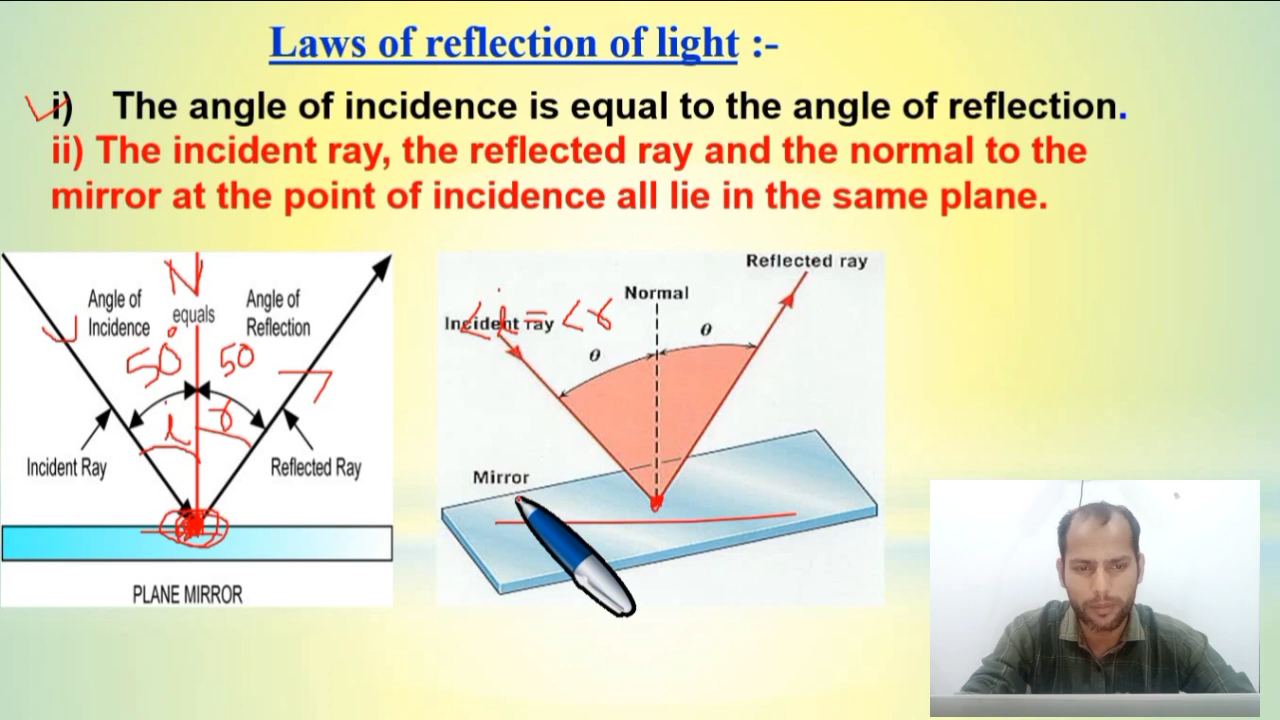 Laws of reflection of light :-
i) The angle of incidence is equal to the angle of reflection.
ii) The incident ray, the reflected ray and the normal to the
mirror at the point of incidence all lie in the same plane.
N
Angle of
Incidence
equals
Angle of
Reflection
50°
50
i
r
Incident Ray
Reflected Ray
PLANE MIRROR
Reflected ray
Normal
Incident ray
<i = <r
θ
θ
Mirror